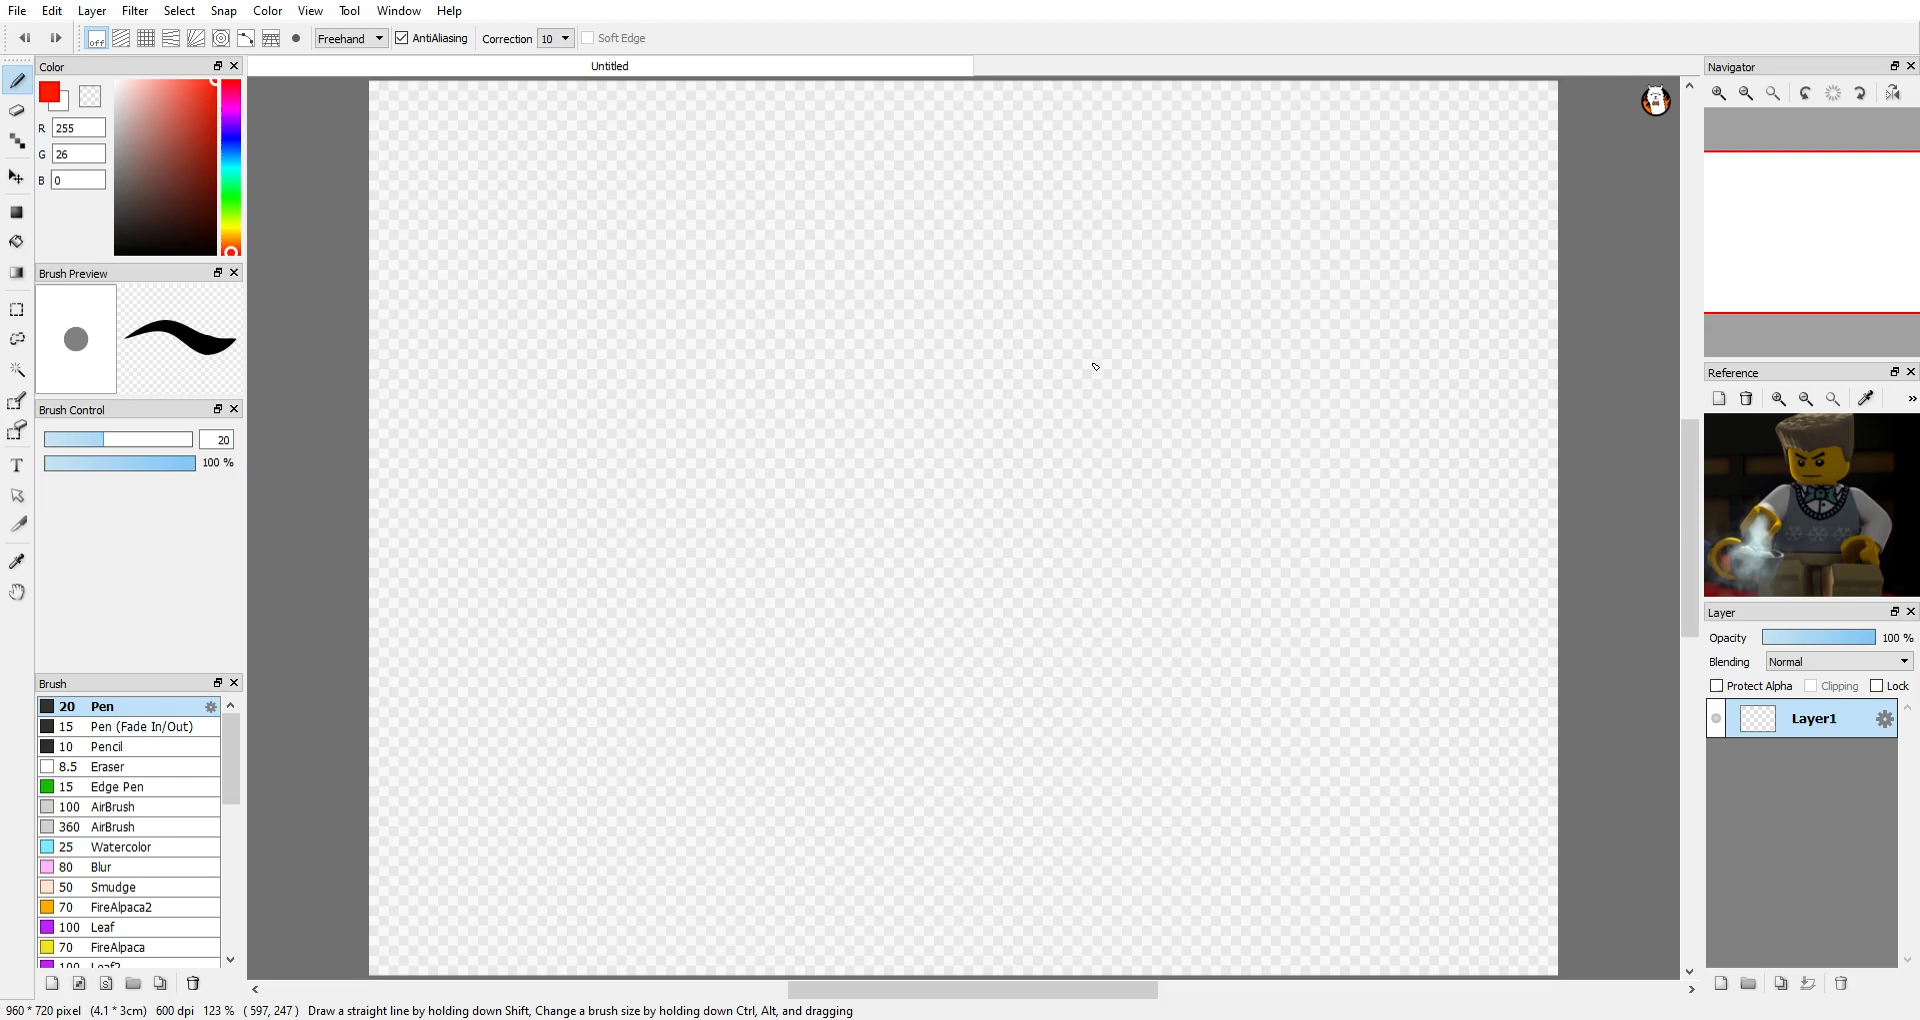 File Edit Layer Filter Select Snap Color View Tool Window Help
off Freehand AntiAliasing Correction 10 Soft Edge
Color
R 255
G 26
B 0
Brush Preview
Brush Control
20
100 %
Brush
20 Pen
15 Pen (Fade In/Out)
10 Pencil
8.5 Eraser
15 Edge Pen
100 AirBrush
360 AirBrush
25 Watercolor
80 Blur
50 Smudge
70 FireAlpaca2
100 Leaf
70 FireAlpaca
100 Leaf2
Untitled
Navigator
Reference
Layer
Opacity 100 %
Blending Normal
Protect Alpha Clipping Lock
Layer1
960 * 720 pixel (4.1 * 3cm) 600 dpi 123 % ( 597, 247 ) Draw a straight line by holding down Shift, Change a brush size by holding down Ctrl, Alt, and dragging